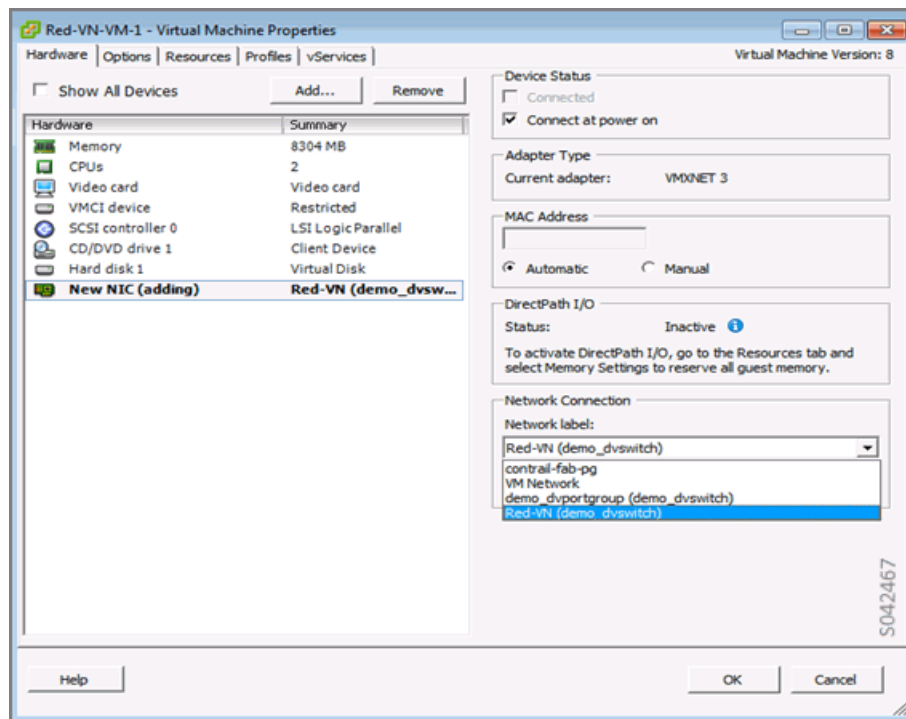 Red-VN-VM-1 - Virtual Machine Properties
Hardware Options Resources Profiles vServices
Virtual Machine Version: 8
Show All Devices Add... Remove
Hardware Summary
Memory 8304 MB
CPUs 2
Video card Video card
VMCI device Restricted
SCSI controller 0 LSI Logic Parallel
CD/DVD drive 1 Client Device
Hard disk 1 Virtual Disk
New NIC (adding) Red-VN (demo_dvsw...
Device Status
Connected
Connect at power on
Adapter Type
Current adapter: VMXNET 3
MAC Address
Automatic Manual
DirectPath I/O
Status: Inactive
To activate DirectPath I/O, go to the Resources tab and
select Memory Settings to reserve all guest memory.
Network Connection
Network label:
Red-VN (demo_dvswitch)
contrail-fab-pg
VM Network
demo_dvportgroup (demo_dvswitch)
Red-VN (demo_dvswitch)
S042467
Help OK Cancel